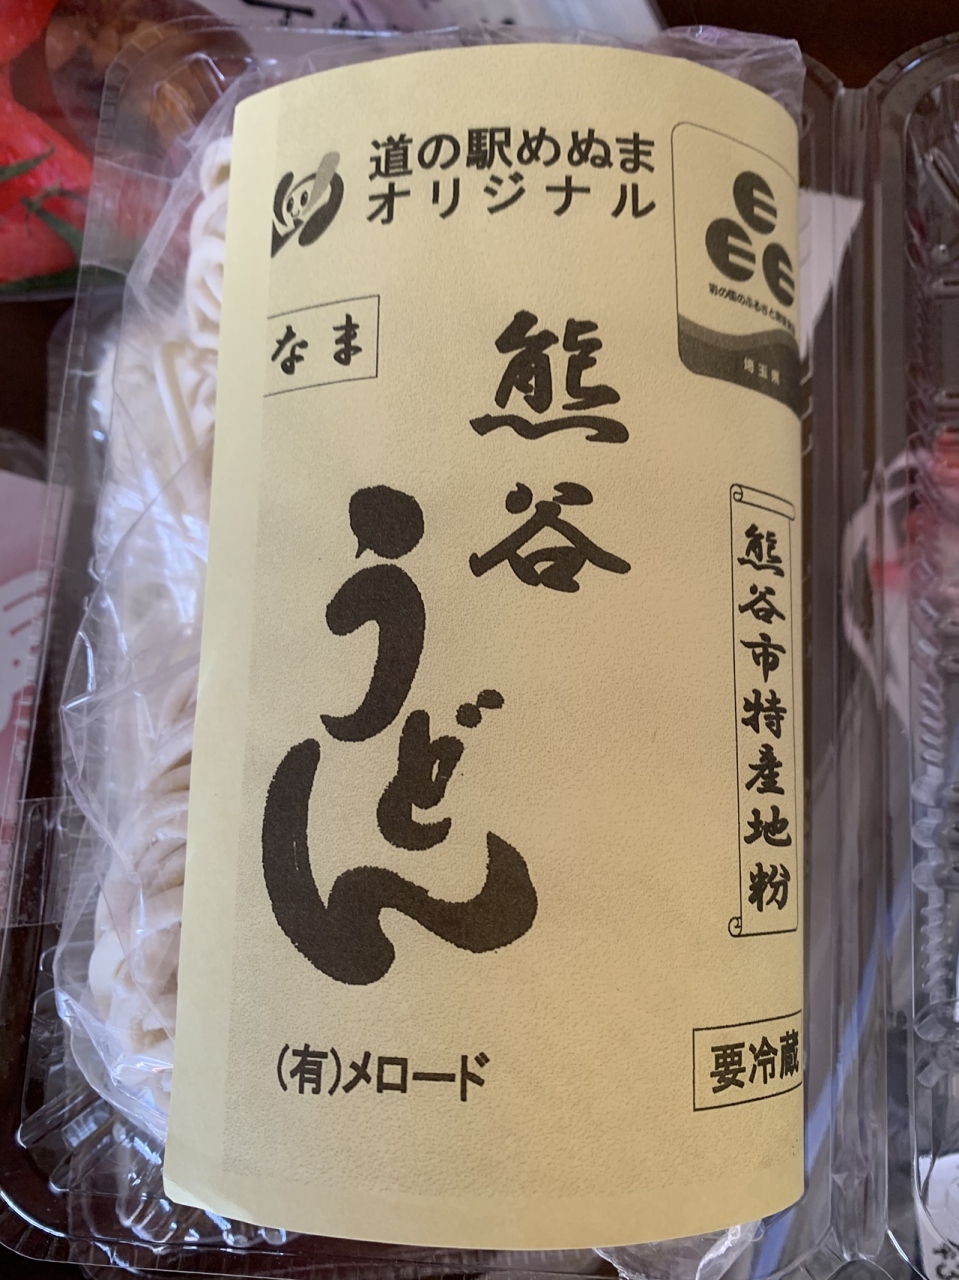 道の駅めぬま
オリジナル
なま
熊谷
うどん
埼玉県
熊谷市特産地粉
(有)メロード
要冷蔵